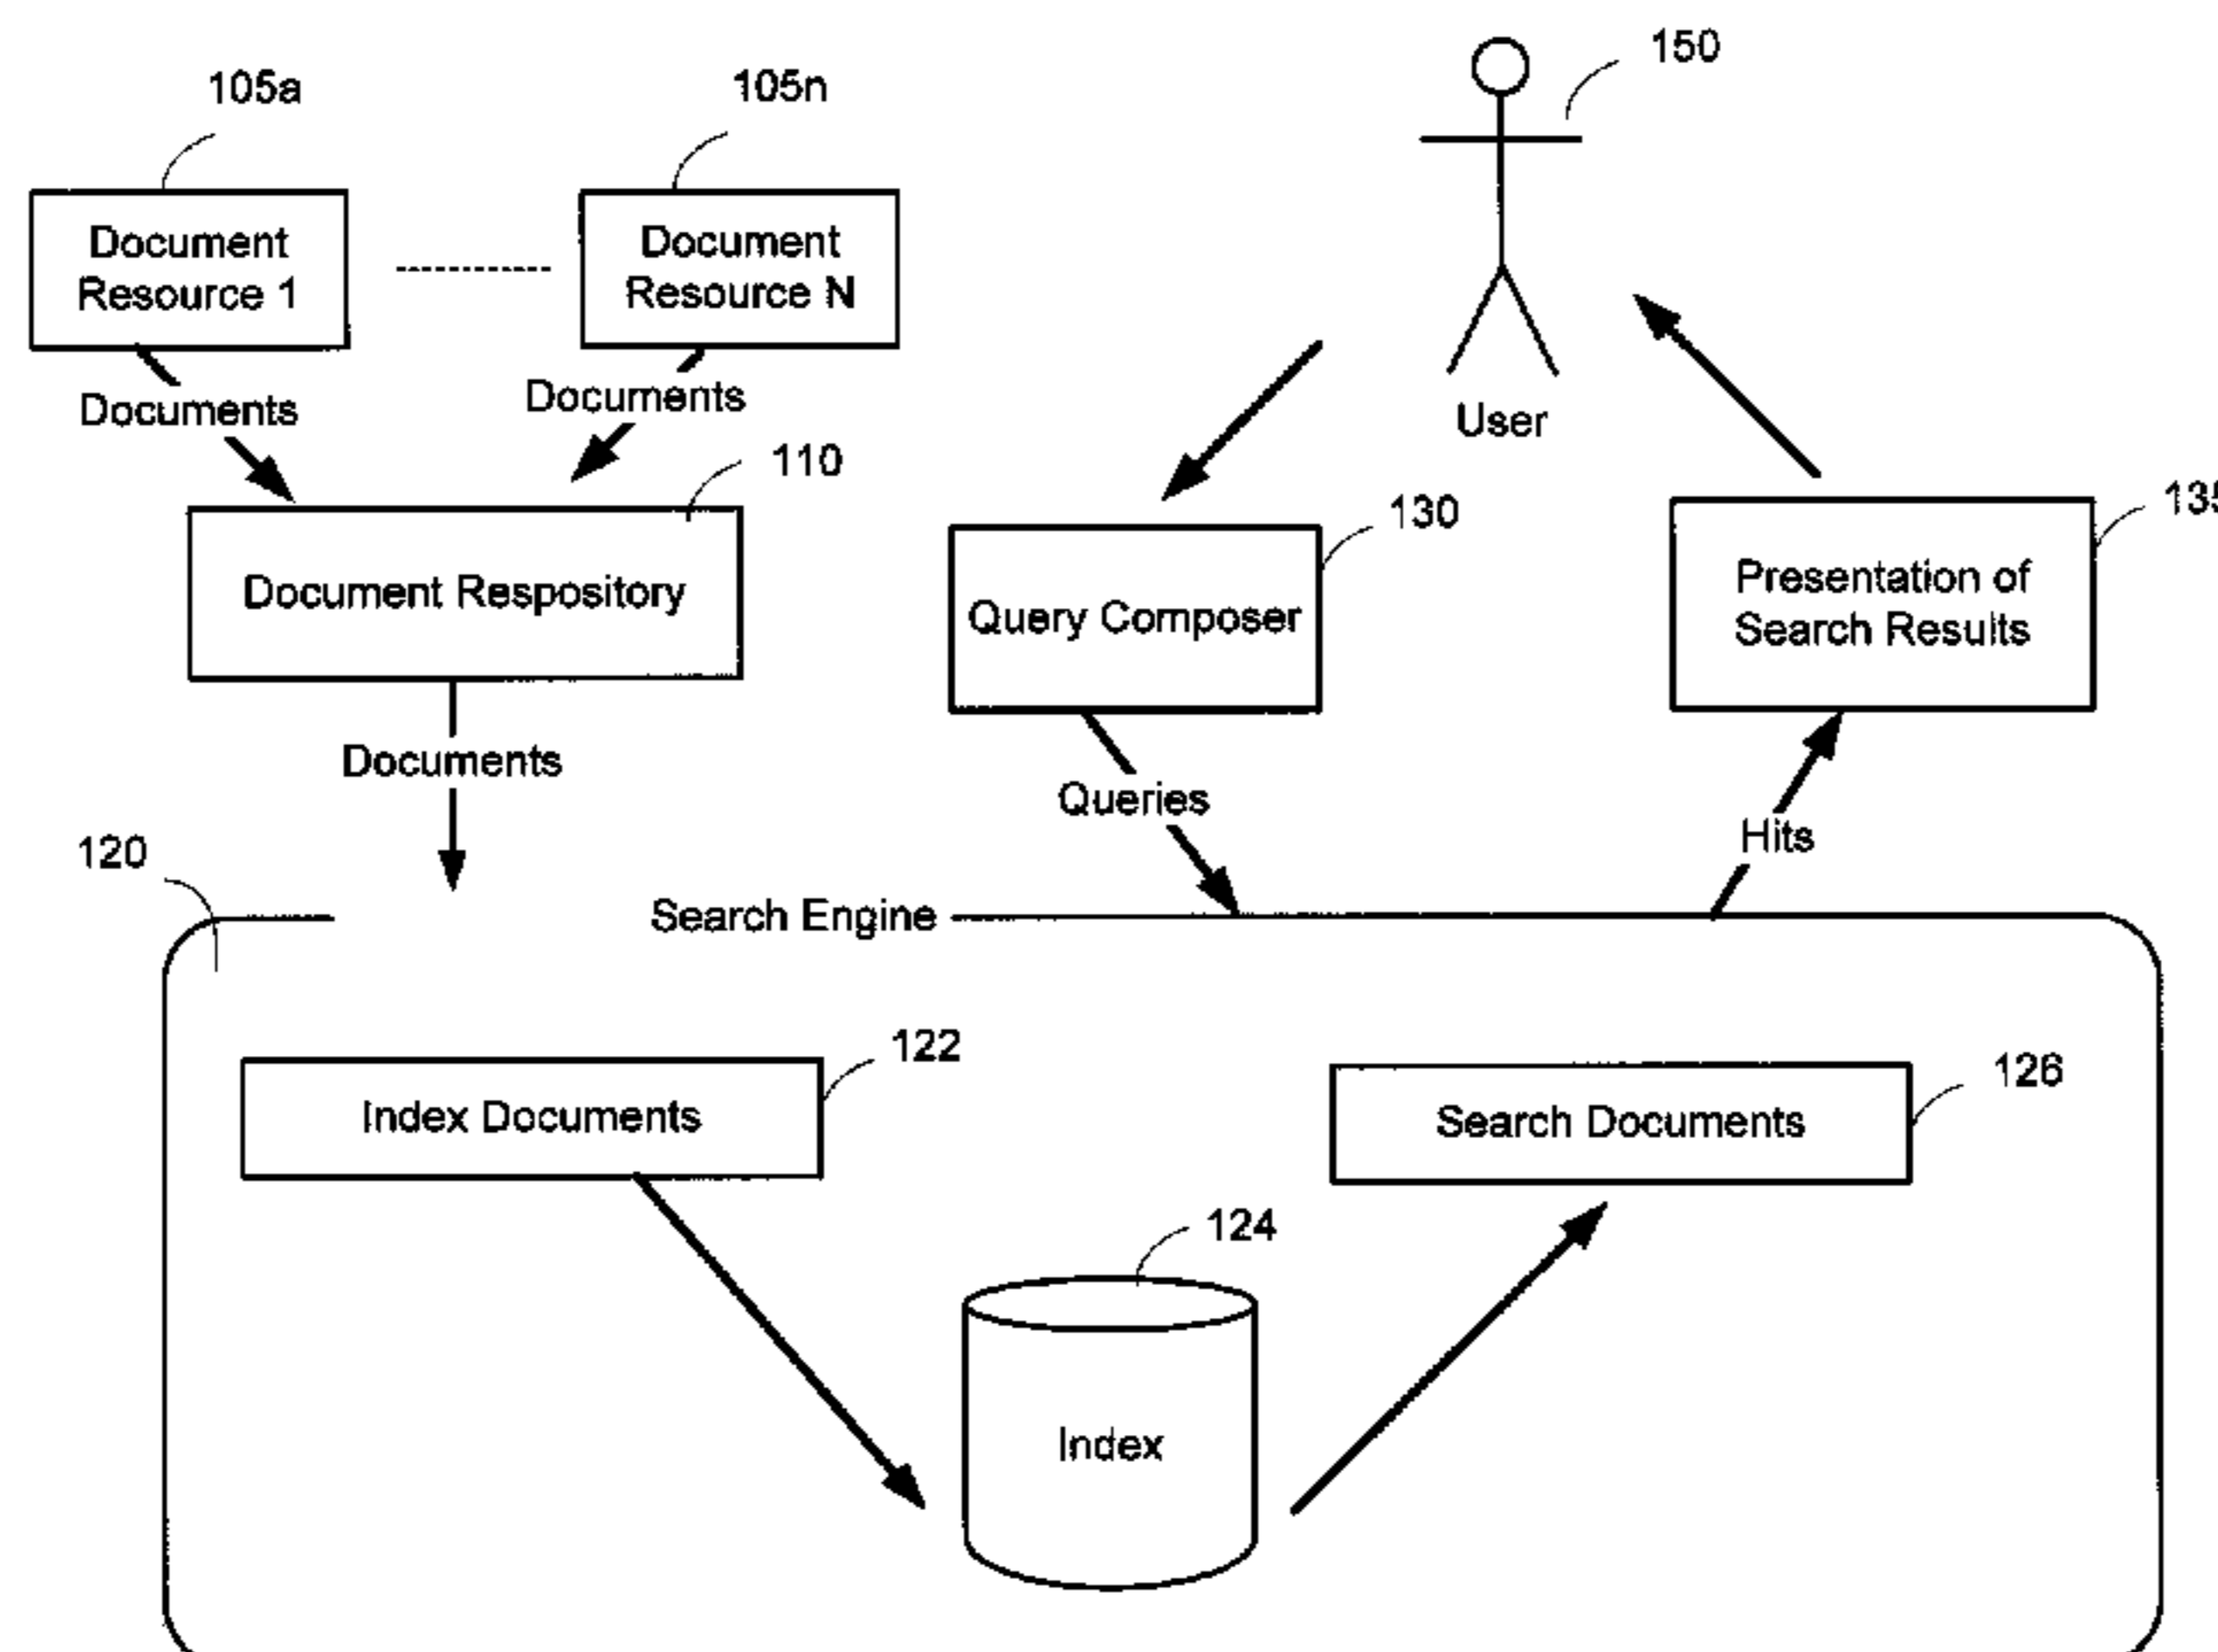 105a
105n
150
Document
Resource 1
Document
Resource N
Documents
Documents
User
110
130
135
Document Respository
Query Composer
Presentation of
Search Results
Documents
Queries
Hits
120
Search Engine
122
126
Index Documents
Search Documents
124
Index